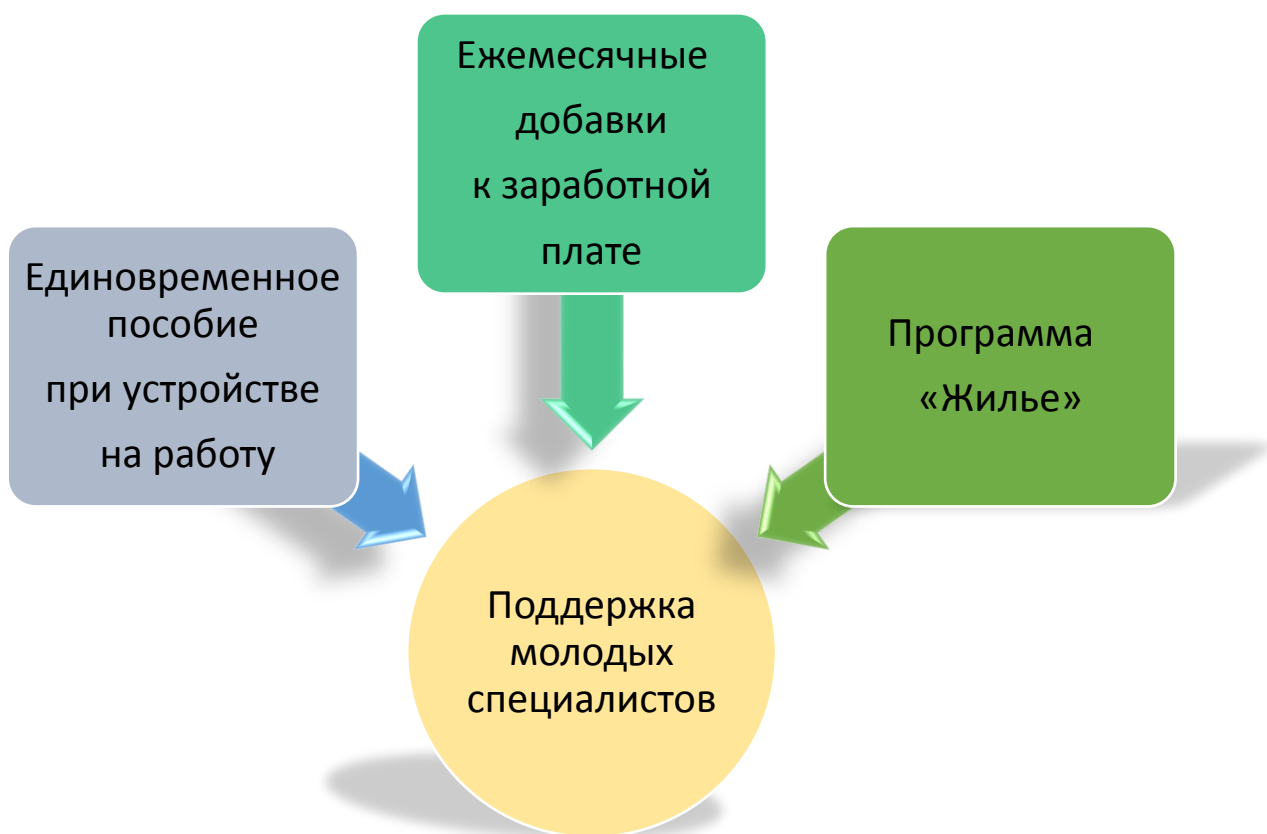 Ежемесячные
добавки
к заработной
плате
Единовременное
пособие
при устройстве
на работу
Программа
«Жилье»
Поддержка
молодых
специалистов